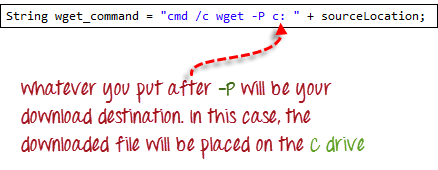 String wget_command = "cmd /c wget -P c: " + sourceLocation;
whatever you put after -P will be your
download destination. In this case, the
downloaded file will be placed on the C drive